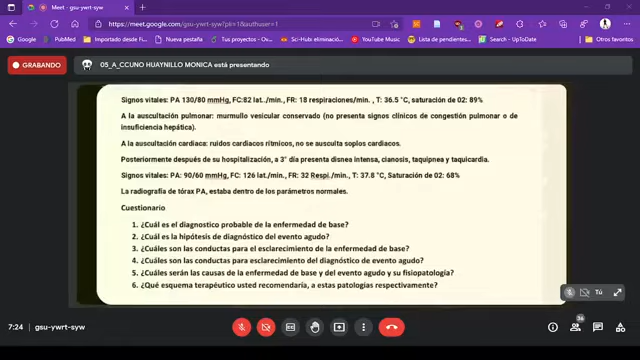 Meet - gsu-ywrt-syw
https://meet.google.com/gsu-ywrt-syw?pli=1&authuser=1
Google
PubMed
Importado desde Fi...
Nueva pestaña
Tus proyectos - Ov...
Sci-Hub: eliminand...
YouTube Music
Lista de pendientes...
Search - UpToDate
Otros favoritos
GRABANDO
05_A_CCUNO HUAYNILLO MONICA está presentando
Signos vitales: PA 130/80 mmHg, FC:82 lat../min., FR: 18 respiraciones/min. , T: 36.5 °C, saturación de 02: 89%
A la auscultación pulmonar: murmullo vesicular conservado (no presenta signos clínicos de congestión pulmonar o de
insuficiencia hepática).
A la auscultación cardiaca: ruidos cardiacos rítmicos, no se ausculta soplos cardiacos.
Posteriormente después de su hospitalización, a 3° día presenta disnea intensa, cianosis, taquipnea y taquicardia.
Signos vitales: PA: 90/60 mmHg, FC: 126 lat./min., FR: 32 Respi./min., T: 37.8 °C, Saturación de 02: 68%
La radiografía de tórax PA, estaba dentro de los parámetros normales.
Cuestionario
1. ¿Cuál es el diagnostico probable de la enfermedad de base?
2. ¿Cuál es la hipótesis de diagnóstico del evento agudo?
3. ¿Cuáles son las conductas para el esclarecimiento de la enfermedad de base?
4. ¿Cuáles son las conductas para esclarecimiento del diagnóstico de evento agudo?
5. ¿Cuáles serán las causas de la enfermedad de base y del evento agudo y su fisiopatología?
6. ¿Qué esquema terapéutico usted recomendaría, a estas patologías respectivamente?
Tú
7:24
gsu-ywrt-syw
36